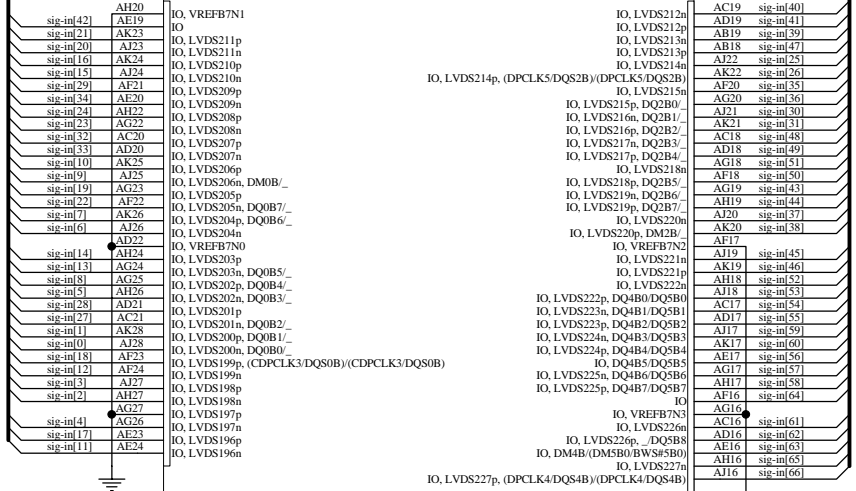 AH20 IO, VREFB7N1
sig-in[42] AE19 IO
sig-in[21] AK23 IO, LVDS211p
sig-in[20] AJ23 IO, LVDS211n
sig-in[16] AK24 IO, LVDS210p
sig-in[15] AJ24 IO, LVDS210n
sig-in[29] AF21 IO, LVDS209p
sig-in[34] AE20 IO, LVDS209n
sig-in[24] AH22 IO, LVDS208p
sig-in[23] AG22 IO, LVDS208n
sig-in[32] AC20 IO, LVDS207p
sig-in[33] AD20 IO, LVDS207n
sig-in[10] AK25 IO, LVDS206p
sig-in[9] AJ25 IO, LVDS206n, DM0B/_
sig-in[19] AG23 IO, LVDS205p
sig-in[22] AF22 IO, LVDS205n, DQ0B7/_
sig-in[7] AK26 IO, LVDS204p, DQ0B6/_
sig-in[6] AJ26 IO, LVDS204n
AD22 IO, VREFB7N0
sig-in[14] AH24 IO, LVDS203p
sig-in[13] AG24 IO, LVDS203n, DQ0B5/_
sig-in[8] AG25 IO, LVDS202p, DQ0B4/_
sig-in[5] AH26 IO, LVDS202n, DQ0B3/_
sig-in[28] AD21 IO, LVDS201p
sig-in[27] AC21 IO, LVDS201n, DQ0B2/_
sig-in[1] AK28 IO, LVDS200p, DQ0B1/_
sig-in[0] AJ28 IO, LVDS200n, DQ0B0/_
sig-in[18] AF23 IO, LVDS199p, (CDPCLK3/DQS0B)/(CDPCLK3/DQS0B)
sig-in[12] AF24 IO, LVDS199n
sig-in[3] AJ27 IO, LVDS198p
sig-in[2] AH27 IO, LVDS198n
AG27 IO, LVDS197p
sig-in[4] AG26 IO, LVDS197n
sig-in[17] AE23 IO, LVDS196p
sig-in[11] AE24 IO, LVDS196n
IO, LVDS212n AC19 sig-in[40]
IO, LVDS212p AD19 sig-in[41]
IO, LVDS213n AB19 sig-in[39]
IO, LVDS213p AB18 sig-in[47]
IO, LVDS214n AJ22 sig-in[25]
IO, LVDS214p, (DPCLK5/DQS2B)/(DPCLK5/DQS2B) AK22 sig-in[26]
IO, LVDS215n AF20 sig-in[35]
IO, LVDS215p, DQ2B0/_ AG20 sig-in[36]
IO, LVDS216n, DQ2B1/_ AJ21 sig-in[30]
IO, LVDS216p, DQ2B2/_ AK21 sig-in[31]
IO, LVDS217n, DQ2B3/_ AC18 sig-in[48]
IO, LVDS217p, DQ2B4/_ AD18 sig-in[49]
IO, LVDS218n AG18 sig-in[51]
IO, LVDS218p, DQ2B5/_ AF18 sig-in[50]
IO, LVDS219n, DQ2B6/_ AG19 sig-in[43]
IO, LVDS219p, DQ2B7/_ AH19 sig-in[44]
IO, LVDS220n AJ20 sig-in[37]
IO, LVDS220p, DM2B/_ AK20 sig-in[38]
IO, VREFB7N2 AF17
IO, LVDS221n AJ19 sig-in[45]
IO, LVDS221p AK19 sig-in[46]
IO, LVDS222n AH18 sig-in[52]
IO, LVDS222p, DQ4B0/DQ5B0 AJ18 sig-in[53]
IO, LVDS223n, DQ4B1/DQ5B1 AC17 sig-in[54]
IO, LVDS223p, DQ4B2/DQ5B2 AD17 sig-in[55]
IO, LVDS224n, DQ4B3/DQ5B3 AJ17 sig-in[59]
IO, LVDS224p, DQ4B4/DQ5B4 AK17 sig-in[60]
IO, DQ4B5/DQ5B5 AE17 sig-in[56]
IO, LVDS225n, DQ4B6/DQ5B6 AG17 sig-in[57]
IO, LVDS225p, DQ4B7/DQ5B7 AH17 sig-in[58]
IO AF16 sig-in[64]
IO, VREFB7N3 AG16
IO, LVDS226n AC16 sig-in[61]
IO, LVDS226p, _/DQ5B8 AD16 sig-in[62]
IO, DM4B/(DM5B0/BWS#5B0) AE16 sig-in[63]
IO, LVDS227n AH16 sig-in[65]
IO, LVDS227p, (DPCLK4/DQS4B)/(DPCLK4/DQS4B) AJ16 sig-in[66]